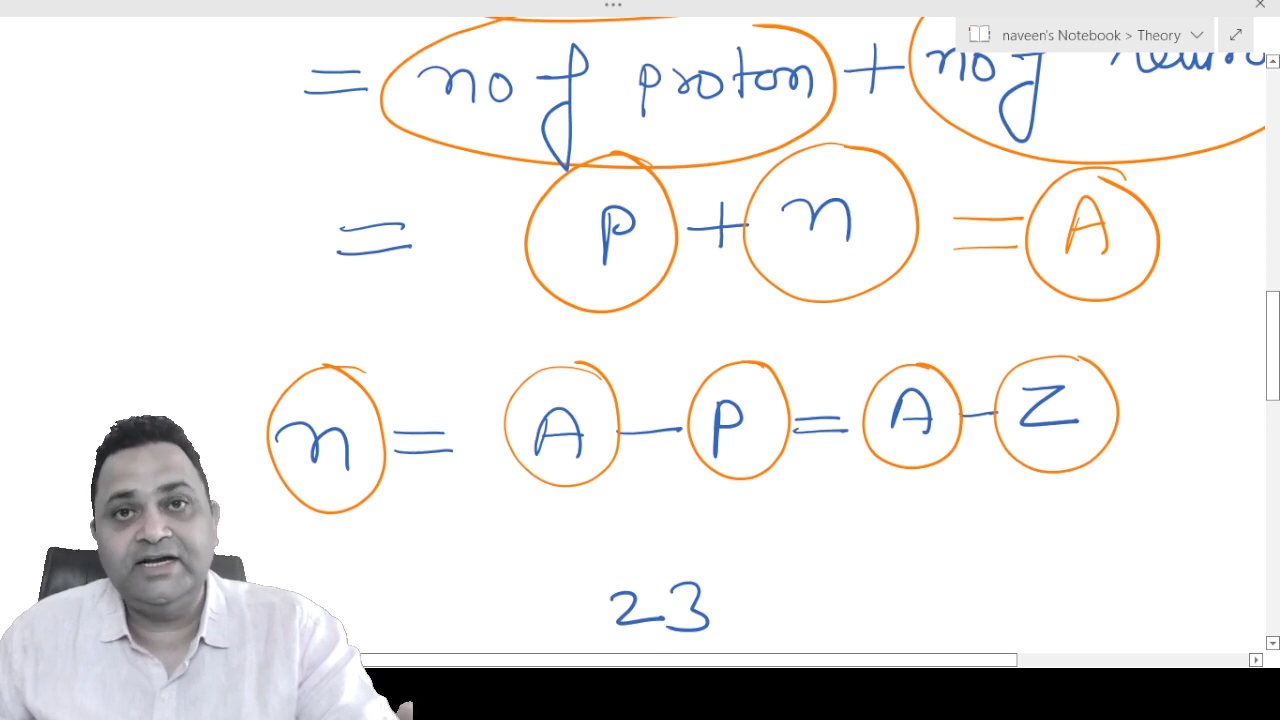 naveen's Notebook > Theory
= no of proton + no of
= p + n = A
n = A - P = A - Z
23